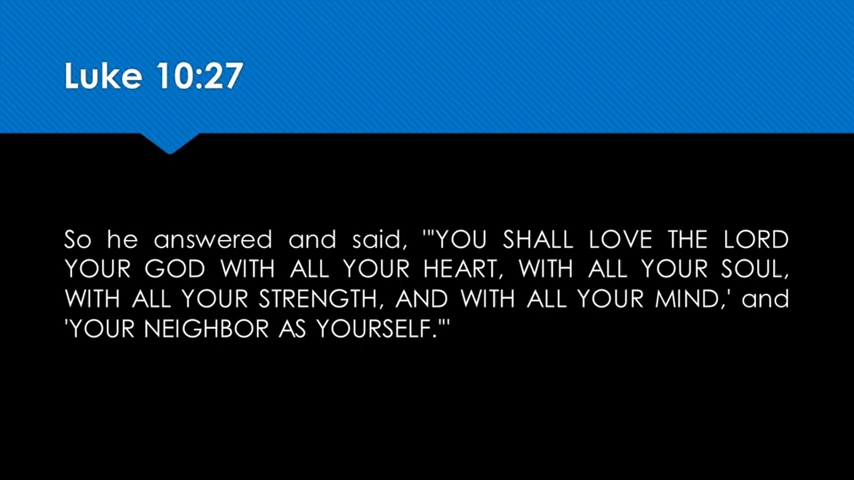 Luke 10:27
So he answered and said, "'YOU SHALL LOVE THE LORD
YOUR GOD WITH ALL YOUR HEART, WITH ALL YOUR SOUL,
WITH ALL YOUR STRENGTH, AND WITH ALL YOUR MIND,' and
'YOUR NEIGHBOR AS YOURSELF.'"